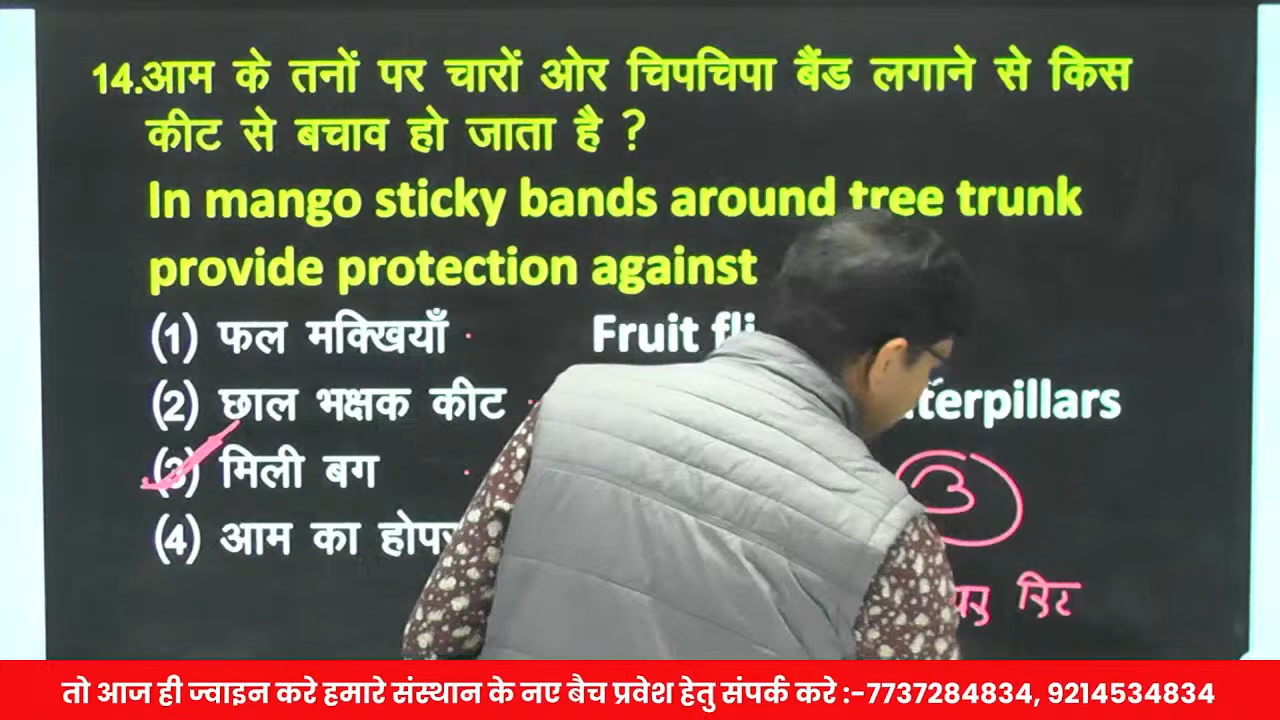 14.आम के तनों पर चारों ओर चिपचिपा बैंड लगाने से किस
कीट से बचाव हो जाता है ?
In mango sticky bands around tree trunk
provide protection against
(1) फल मक्खियाँ Fruit
(2) छाल भक्षक कीट
(3) मिली बग
3
(4) आम का
तो आज ही ज्वाइन करे हमारे संस्थान के नए बैच प्रवेश हेतु संपर्क करे :-7737284834, 9214534834